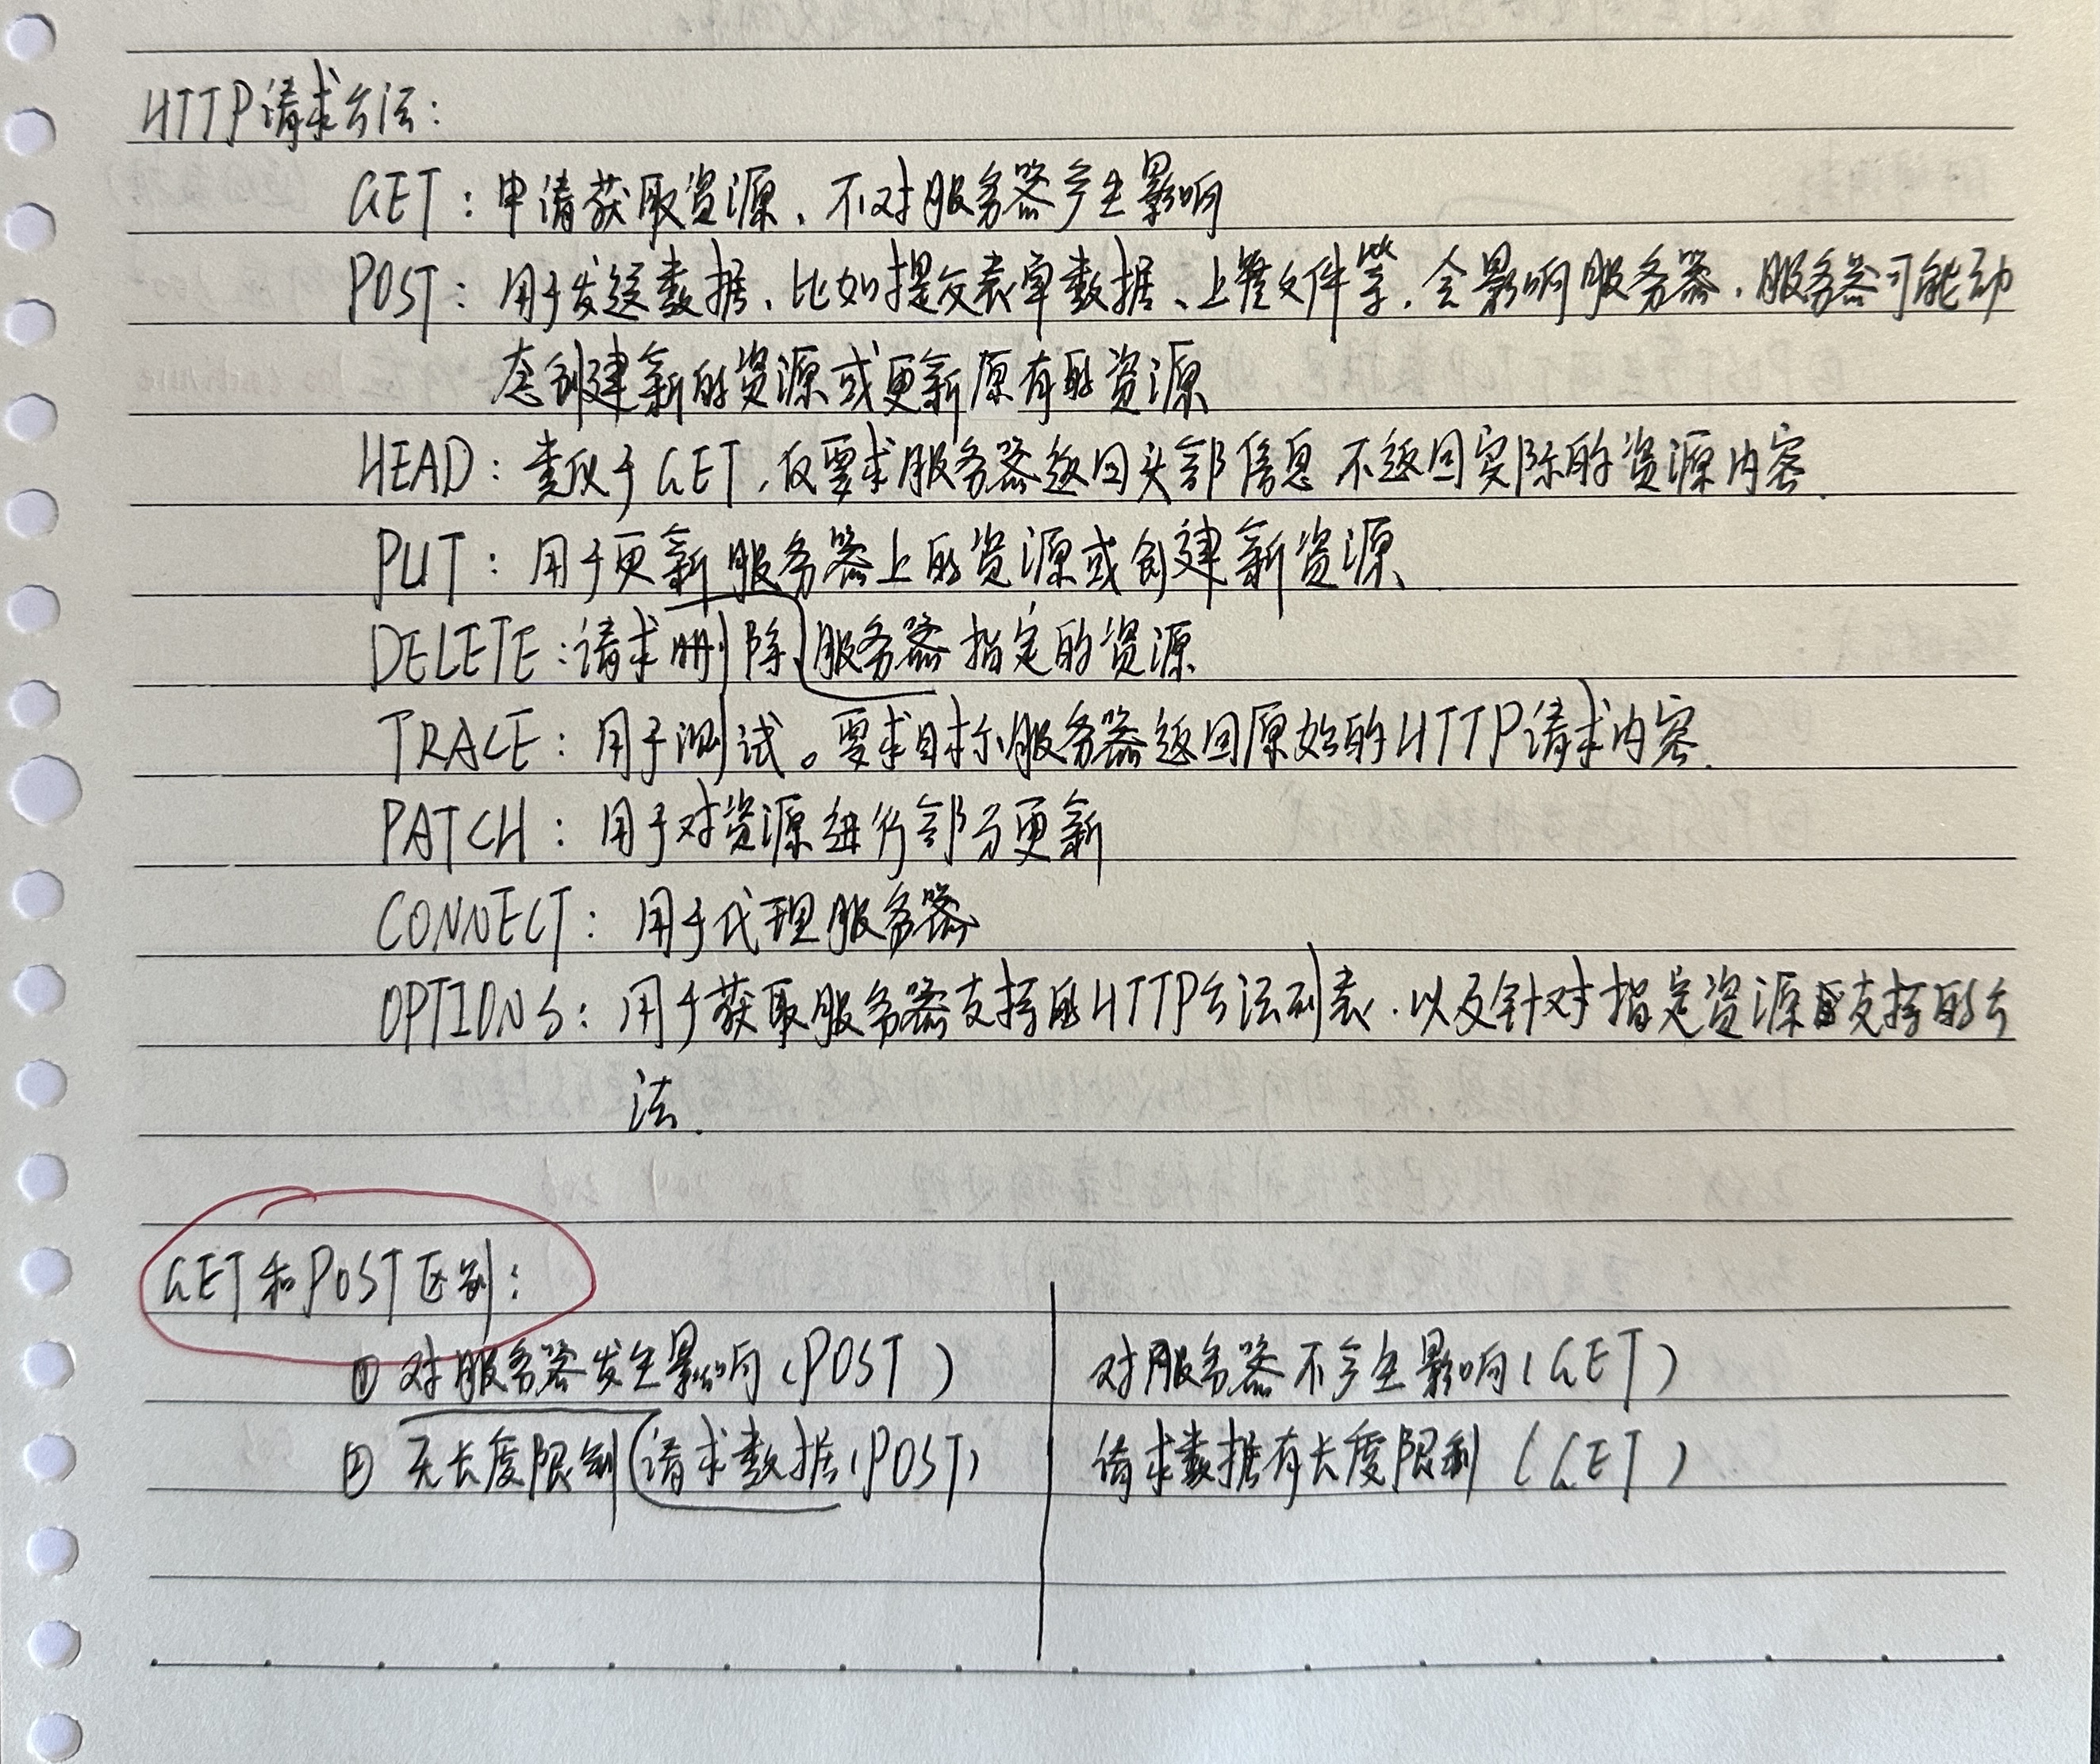 HTTP请求方法：
GET：申请获取资源、不对服务器产生影响
POST：用于发送数据、比如提交表单数据、上传文件等，会影响服务器，服务器可能动
态创建新的资源或更新原有的资源
HEAD：类似于GET，仅要求服务器返回头部信息 不返回实际的资源内容.
PUT：用于更新服务器上的资源或创建新资源、
DELETE：请求删除服务器指定的资源
TRACE：用于测试。要求目标服务器返回原始的HTTP请求内容.
PATCH：用于对资源进行部分更新
CONNECT：用于代理服务器
OPTIONS：用于获取服务器支持的HTTP方法列表，以及针对指定资源支持的方
法.
GET和POST区别：
① 对服务器发生影响（POST） 对服务器不产生影响（GET）
② 无长度限制请求数据（POST） 请求数据有长度限制（GET）